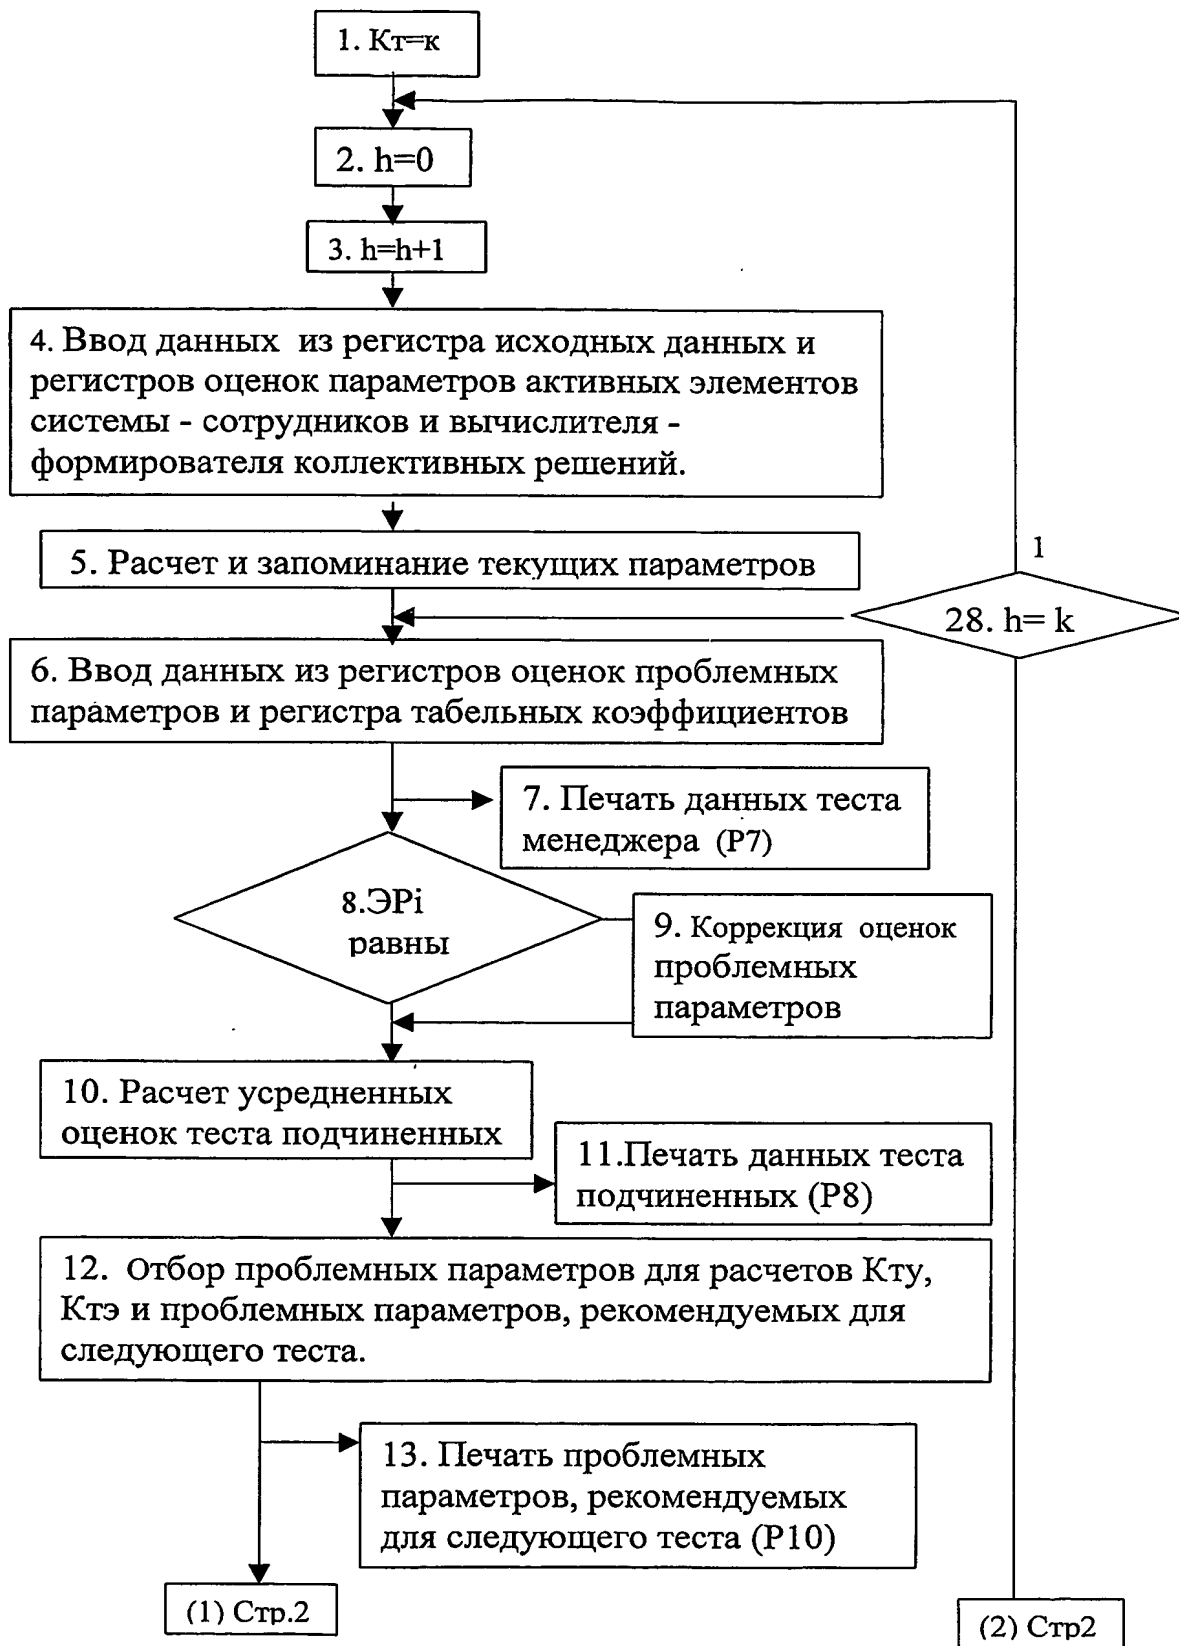 1. Кт=к
2. h=0
3. h=h+1
4. Ввод данных из регистра исходных данных и
регистров оценок параметров активных элементов
системы - сотрудников и вычислителя -
формирователя коллективных решений.
5. Расчет и запоминание текущих параметров
1
28. h= k
6. Ввод данных из регистров оценок проблемных
параметров и регистра табельных коэффициентов
7. Печать данных теста
менеджера (Р7)
8.ЭРi
равны
9. Коррекция оценок
проблемных
параметров
10. Расчет усредненных
оценок теста подчиненных
11.Печать данных теста
подчиненных (Р8)
12. Отбор проблемных параметров для расчетов Кту,
Ктэ и проблемных параметров, рекомендуемых для
следующего теста.
13. Печать проблемных
параметров, рекомендуемых
для следующего теста (Р10)
(1) Стр.2
(2) Стр2